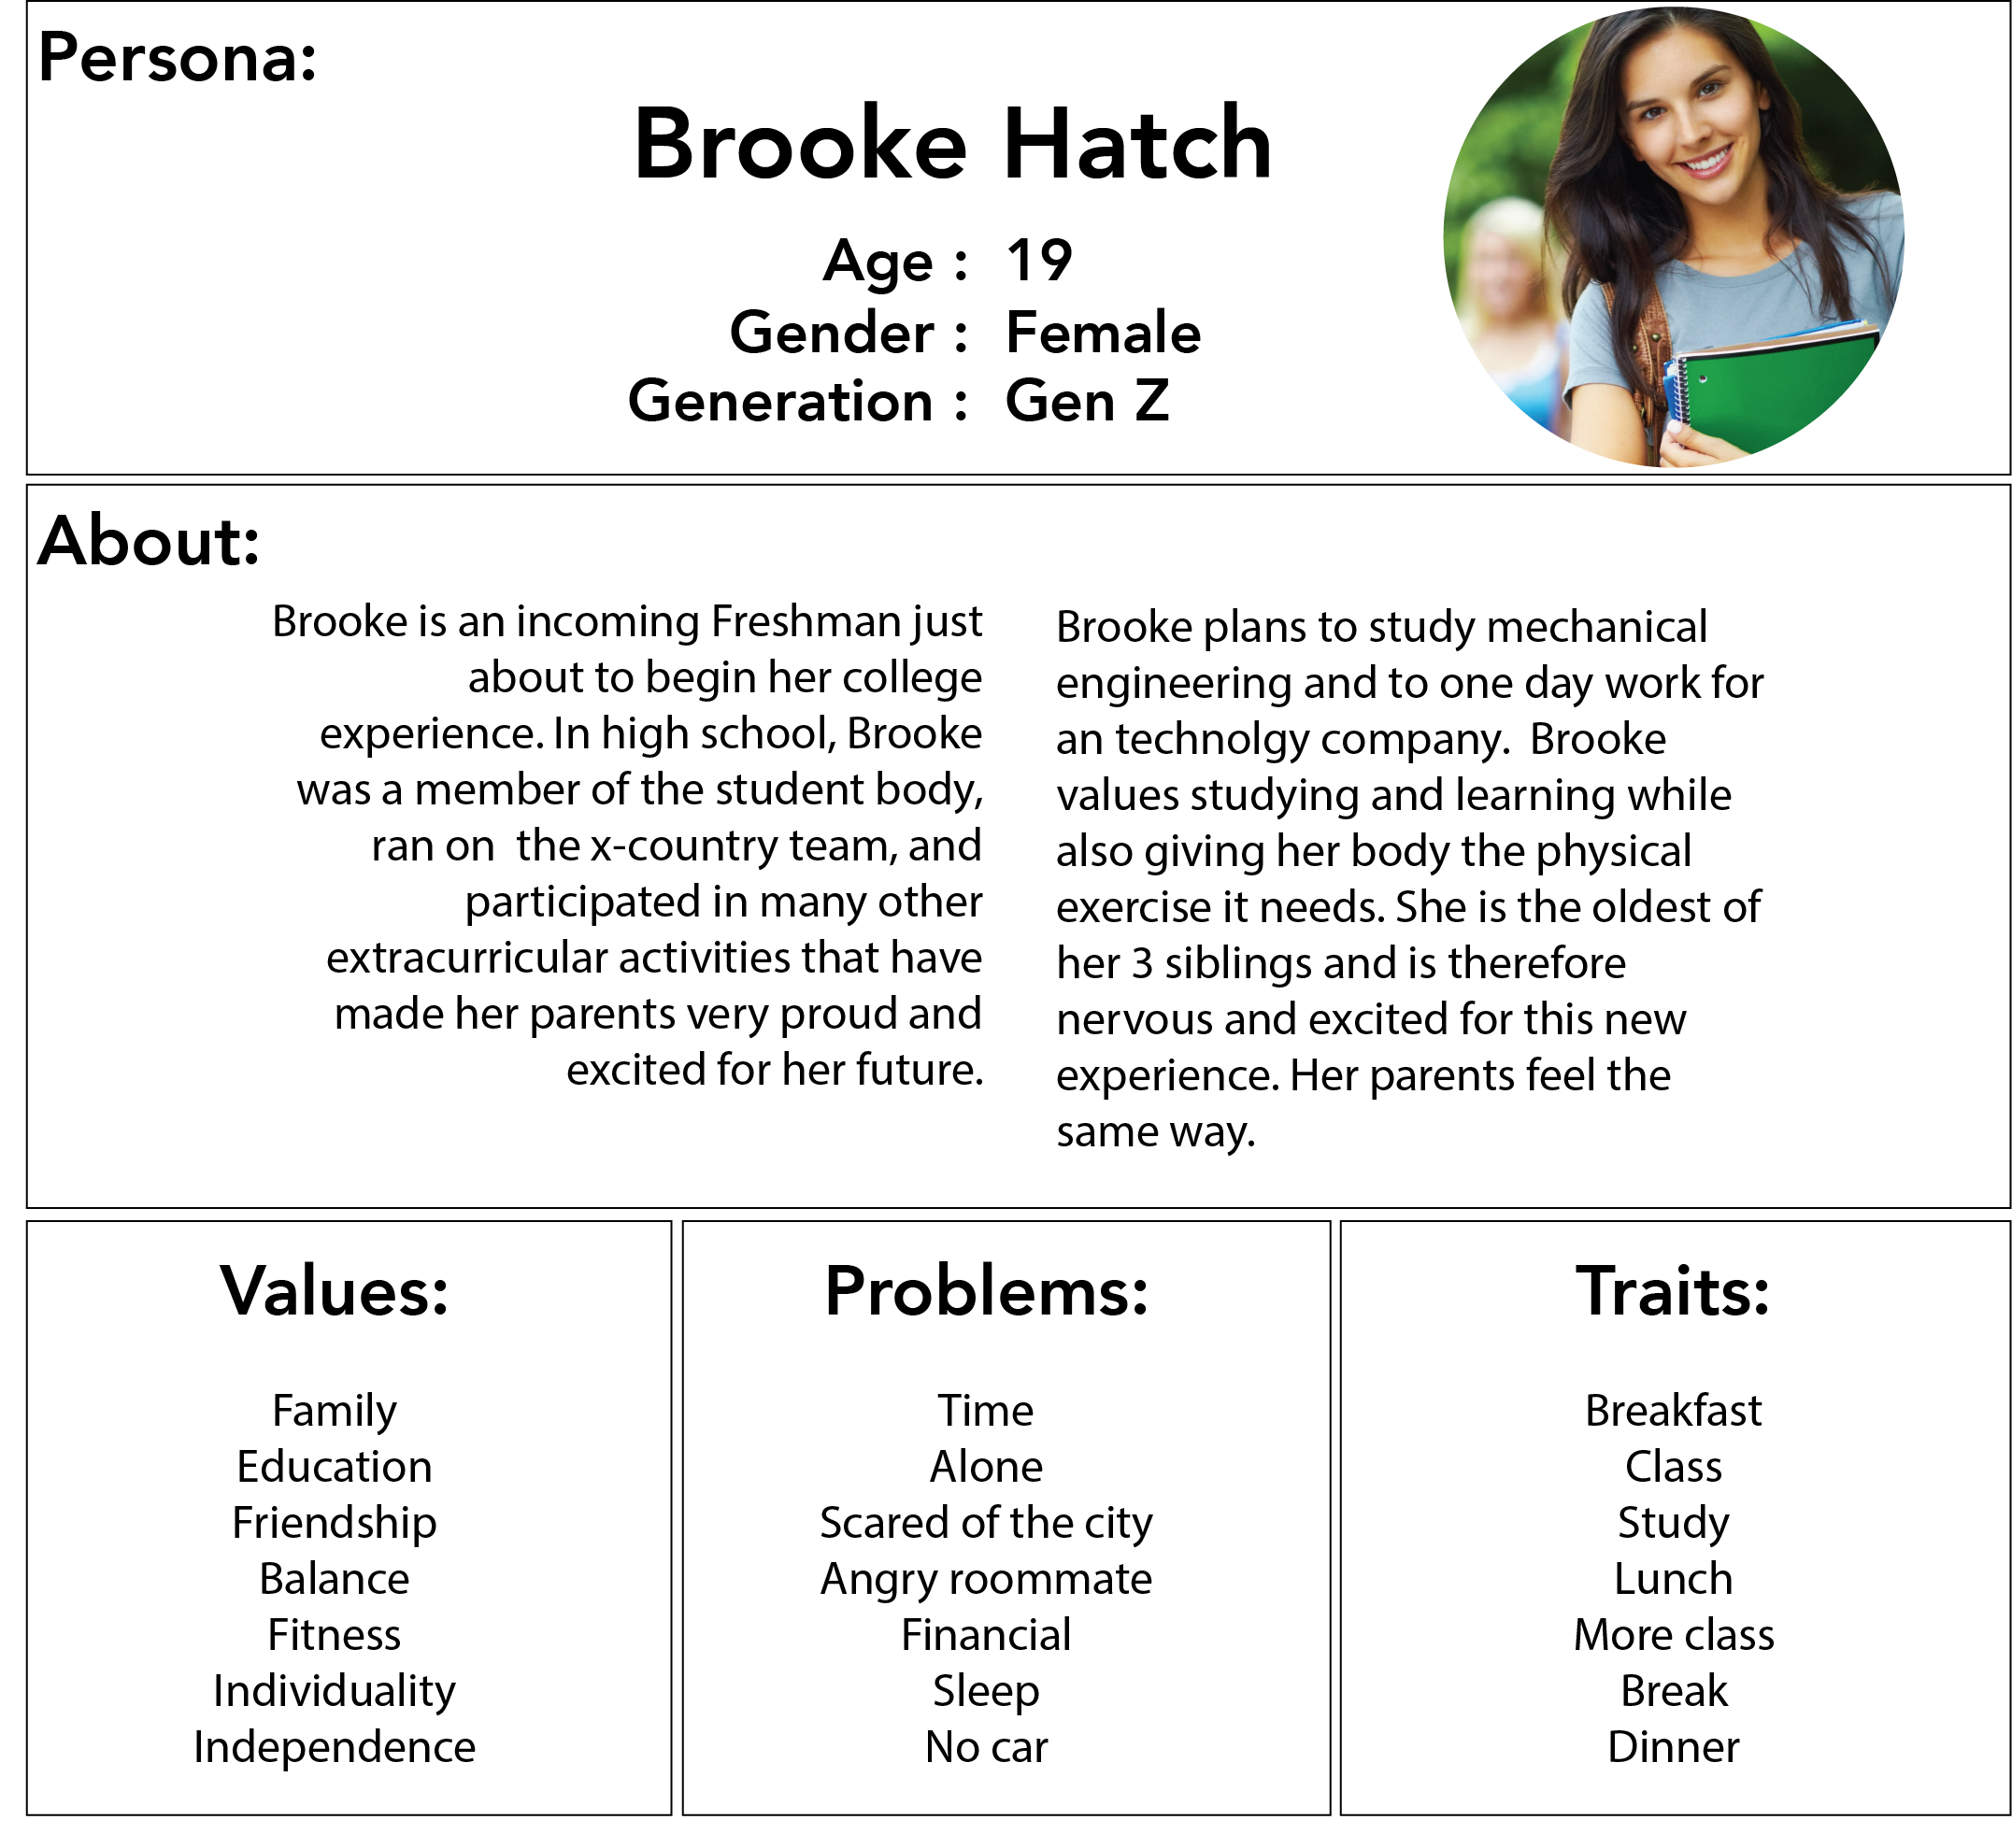 Persona:
Brooke Hatch
Age : 19
Gender : Female
Generation : Gen Z
About:
Brooke is an incoming Freshman just
about to begin her college
experience. In high school, Brooke
was a member of the student body,
ran on  the x-country team, and
participated in many other
extracurricular activities that have
made her parents very proud and
excited for her future.
Brooke plans to study mechanical
engineering and to one day work for
an technolgy company.  Brooke
values studying and learning while
also giving her body the physical
exercise it needs. She is the oldest of
her 3 siblings and is therefore
nervous and excited for this new
experience. Her parents feel the
same way.
Values:
Family
Education
Friendship
Balance
Fitness
Individuality
Independence
Problems:
Time
Alone
Scared of the city
Angry roommate
Financial
Sleep
No car
Traits:
Breakfast
Class
Study
Lunch
More class
Break
Dinner